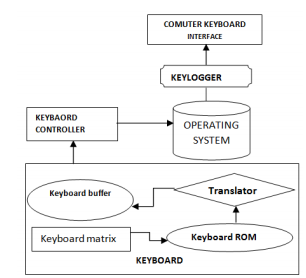 COMUTER KEYBOARD
INTERFACE
KEYLOGGER
KEYBAORD
CONTROLLER
OPERATING
SYSTEM
Keyboard buffer
Translator
Keyboard matrix
Keyboard ROM
KEYBOARD